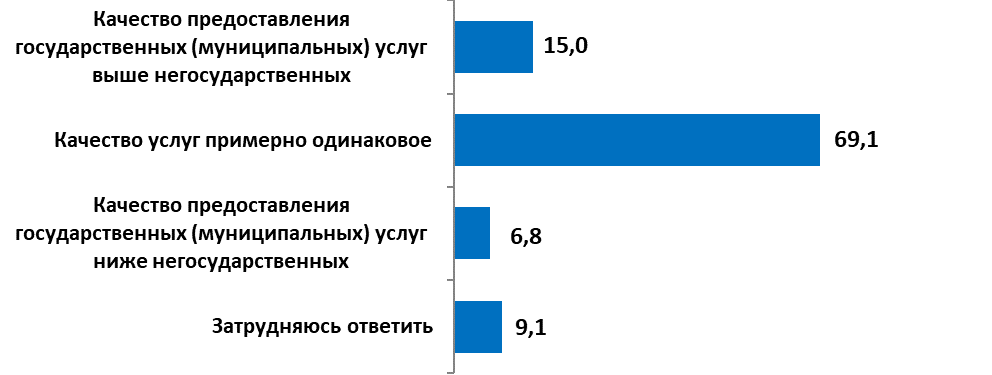 Качество предоставления
государственных (муниципальных) услуг
выше негосударственных
15,0
Качество услуг примерно одинаковое
69,1
Качество предоставления
государственных (муниципальных) услуг
ниже негосударственных
6,8
Затрудняюсь ответить
9,1